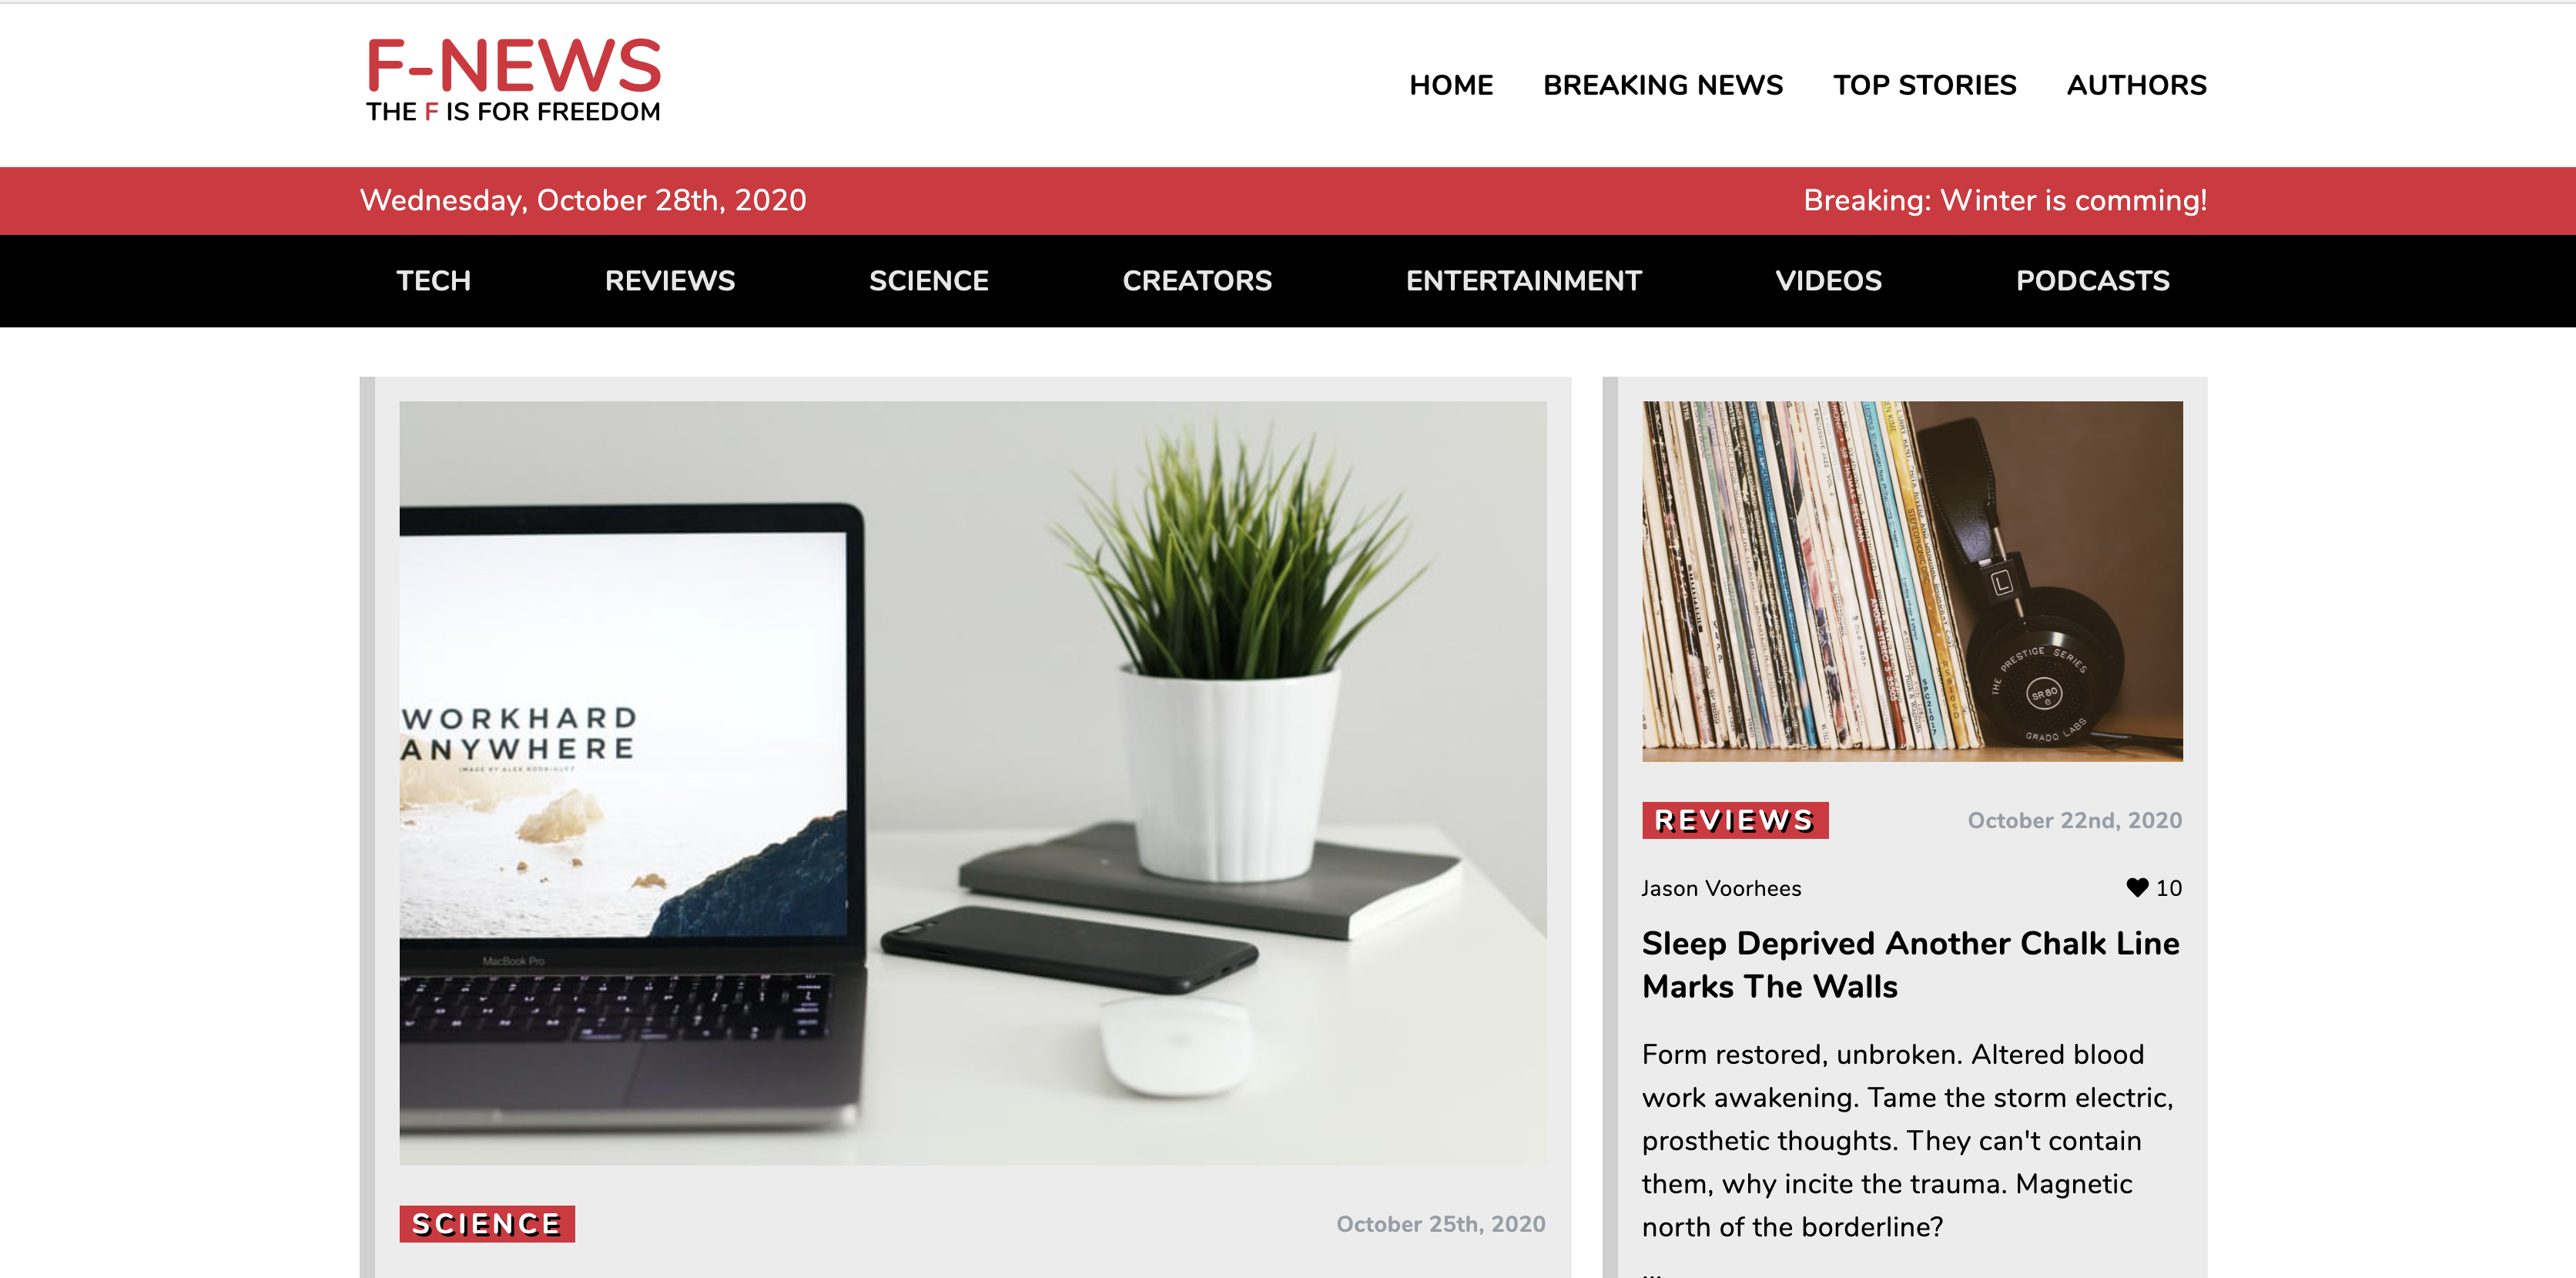 F-NEWS
THE F IS FOR FREEDOM
HOME BREAKING NEWS TOP STORIES AUTHORS
Wednesday, October 28th, 2020 Breaking: Winter is comming!
TECH REVIEWS SCIENCE CREATORS ENTERTAINMENT VIDEOS PODCASTS
WORKHARD
ANYWHERE
IMAGE BY ALEX RODRIGUEZ
MacBook Pro
SCIENCE October 25th, 2020
L
THE PRESTIGE SERIES
SR80
e
GRADO LABS
REVIEWS October 22nd, 2020
Jason Voorhees 10
Sleep Deprived Another Chalk Line
Marks The Walls
Form restored, unbroken. Altered blood
work awakening. Tame the storm electric,
prosthetic thoughts. They can't contain
them, why incite the trauma. Magnetic
north of the borderline?
...